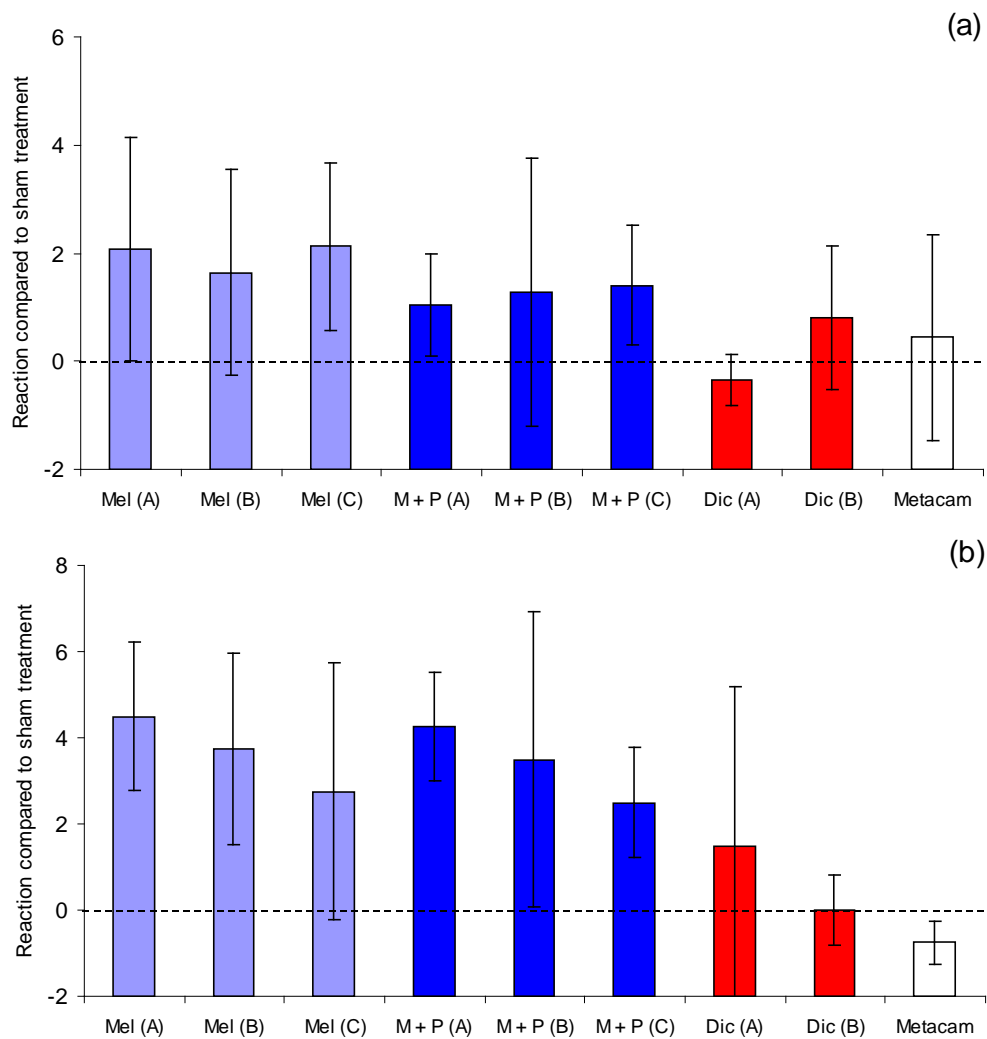 (a)
Reaction compared to sham treatment
6
4
2
0
-2
Mel (A) Mel (B) Mel (C) M + P (A) M + P (B) M + P (C) Dic (A) Dic (B) Metacam
(b)
Reaction compared to sham treatment
8
6
4
2
0
-2
Mel (A) Mel (B) Mel (C) M + P (A) M + P (B) M + P (C) Dic (A) Dic (B) Metacam